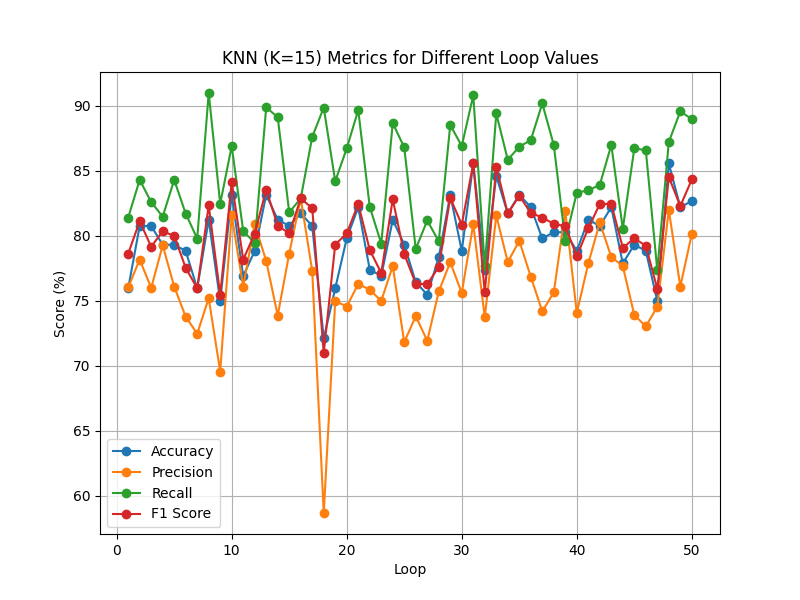 KNN (K=15) Metrics for Different Loop Values
Score (%)
90
85
80
75
70
65
60
Accuracy
Precision
Recall
F1 Score
0 10 20 30 40 50
Loop